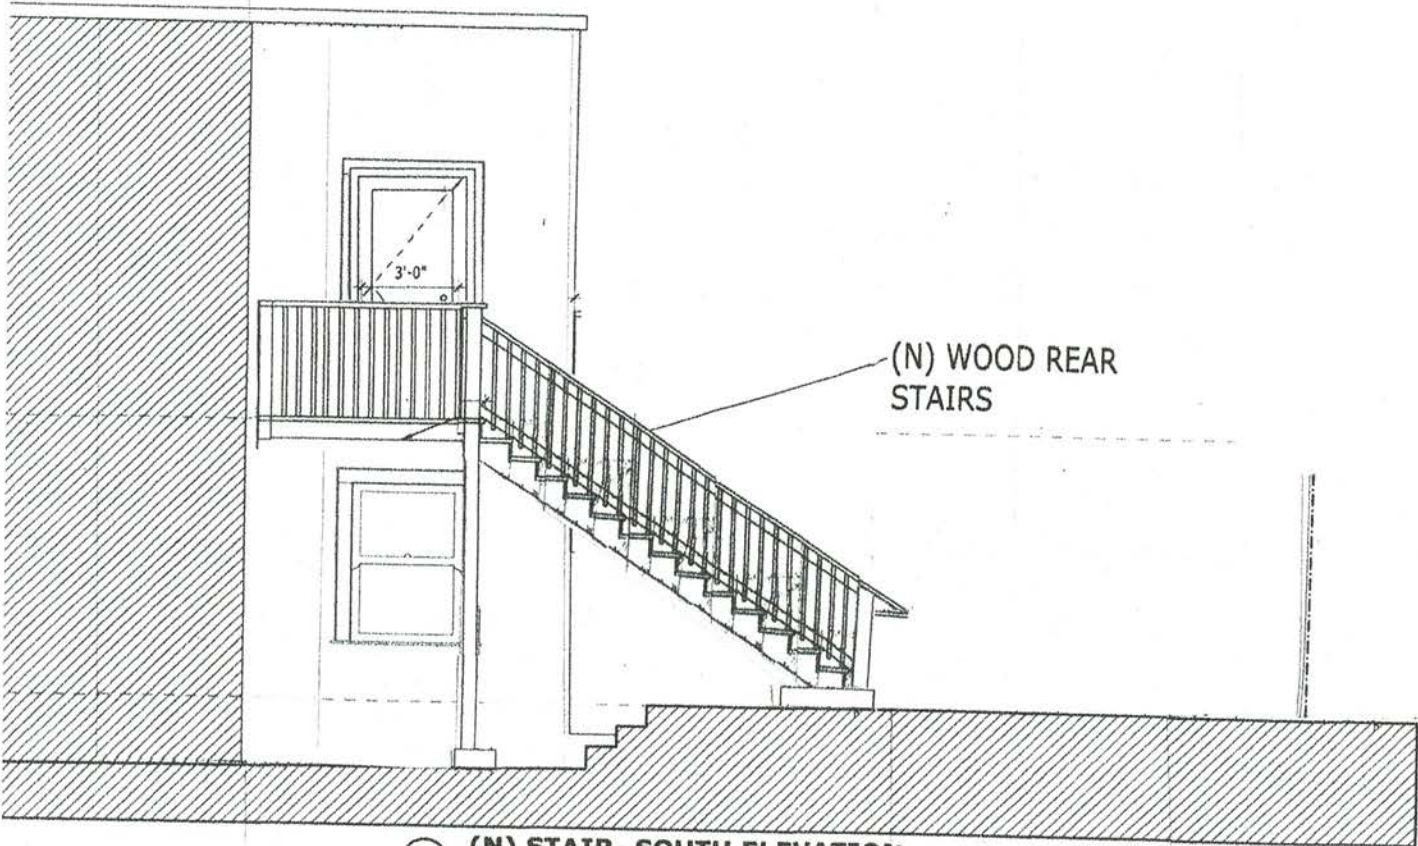 3'-0"
(N) WOOD REAR
STAIRS
(N) STAIR - SOUTH ELEVATION